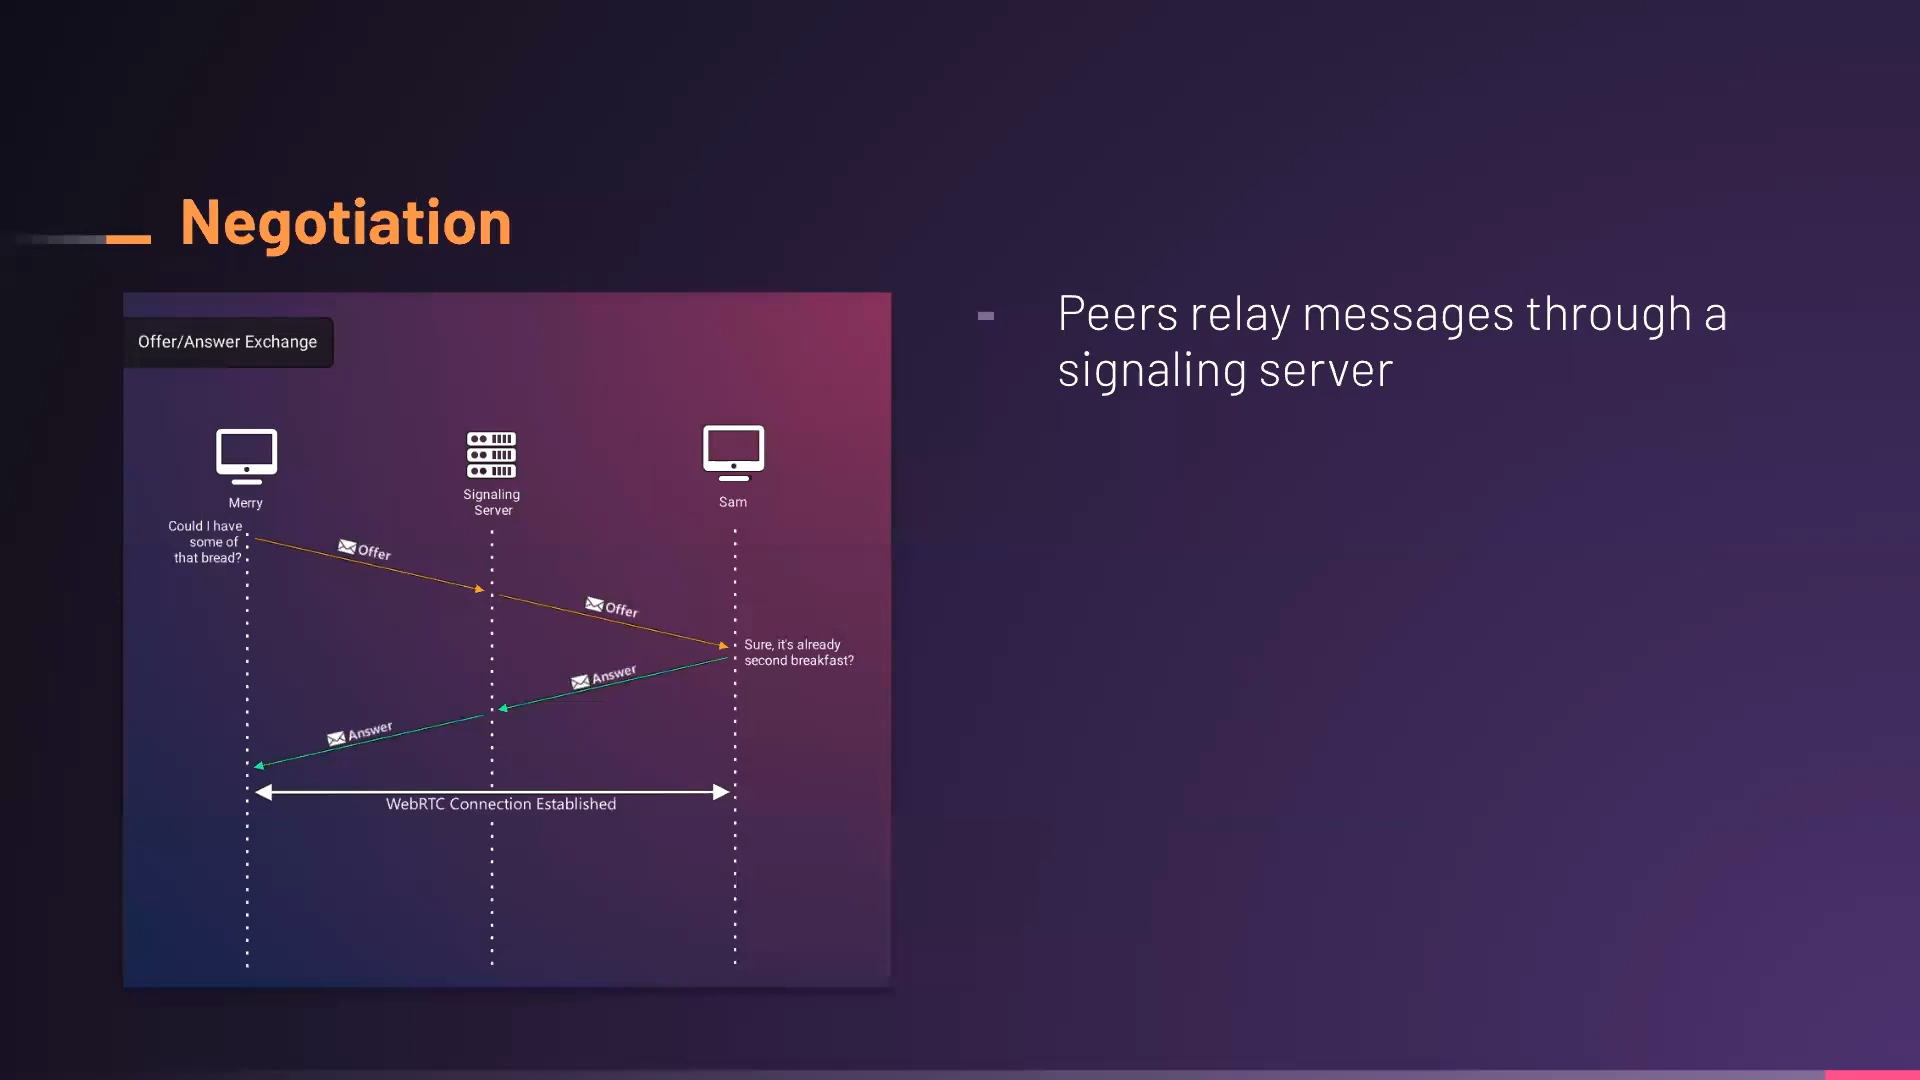 Negotiation
Offer/Answer Exchange
Merry
Signaling
Server
Sam
Could I have
some of
that bread?
Offer
Offer
Sure, it's already
second breakfast?
Answer
Answer
WebRTC Connection Established
Peers relay messages through a
signaling server